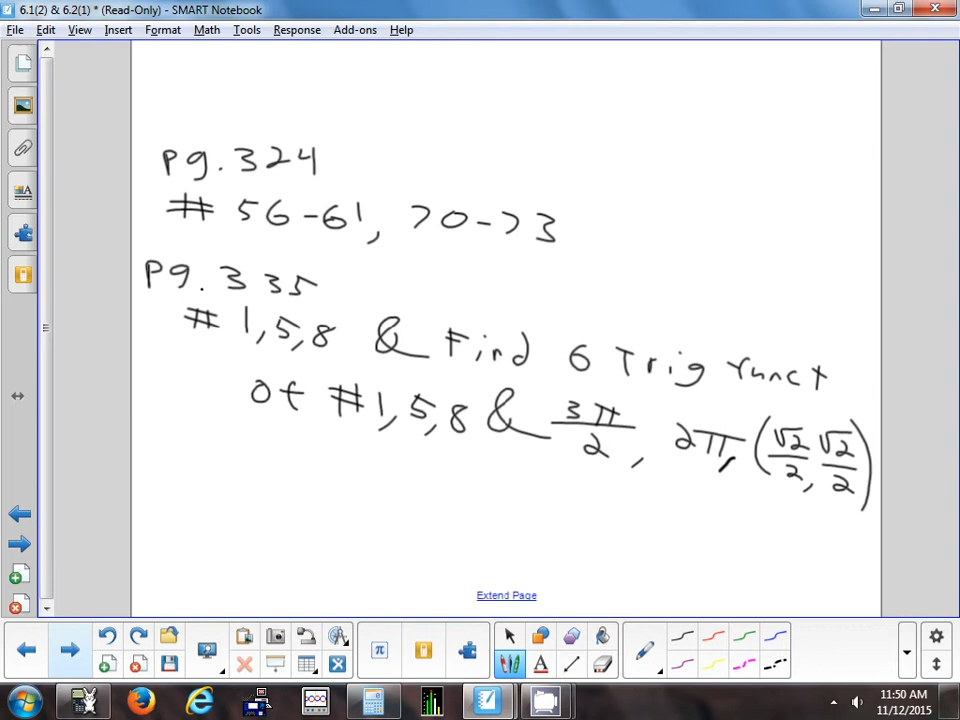 6.1(2) & 6.2(1) * (Read-Only) - SMART Notebook
File Edit View Insert Format Math Tools Response Add-ons Help
Pg. 324
# 56-61, 70-73
Pg. 335
# 1,5,8 & Find 6 Trig Funct
of #1,5,8 & 3π/2, 2π, (√2/2, √2/2)
Extend Page
11:50 AM
11/12/2015